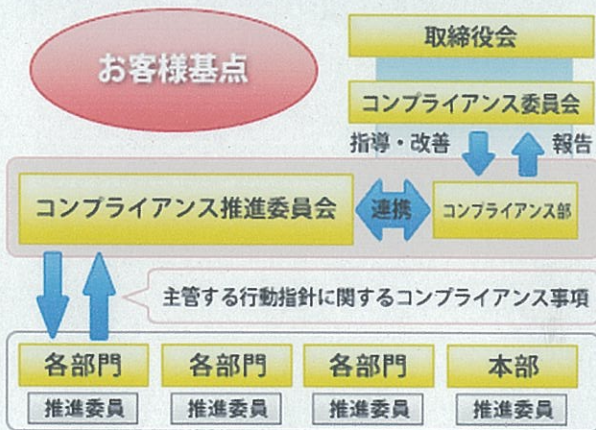 お客様基点
取締役会
コンプライアンス委員会
指導・改善
報告
コンプライアンス推進委員会
連携
コンプライアンス部
主管する行動指針に関するコンプライアンス事項
各部門
各部門
各部門
本部
推進委員
推進委員
推進委員
推進委員